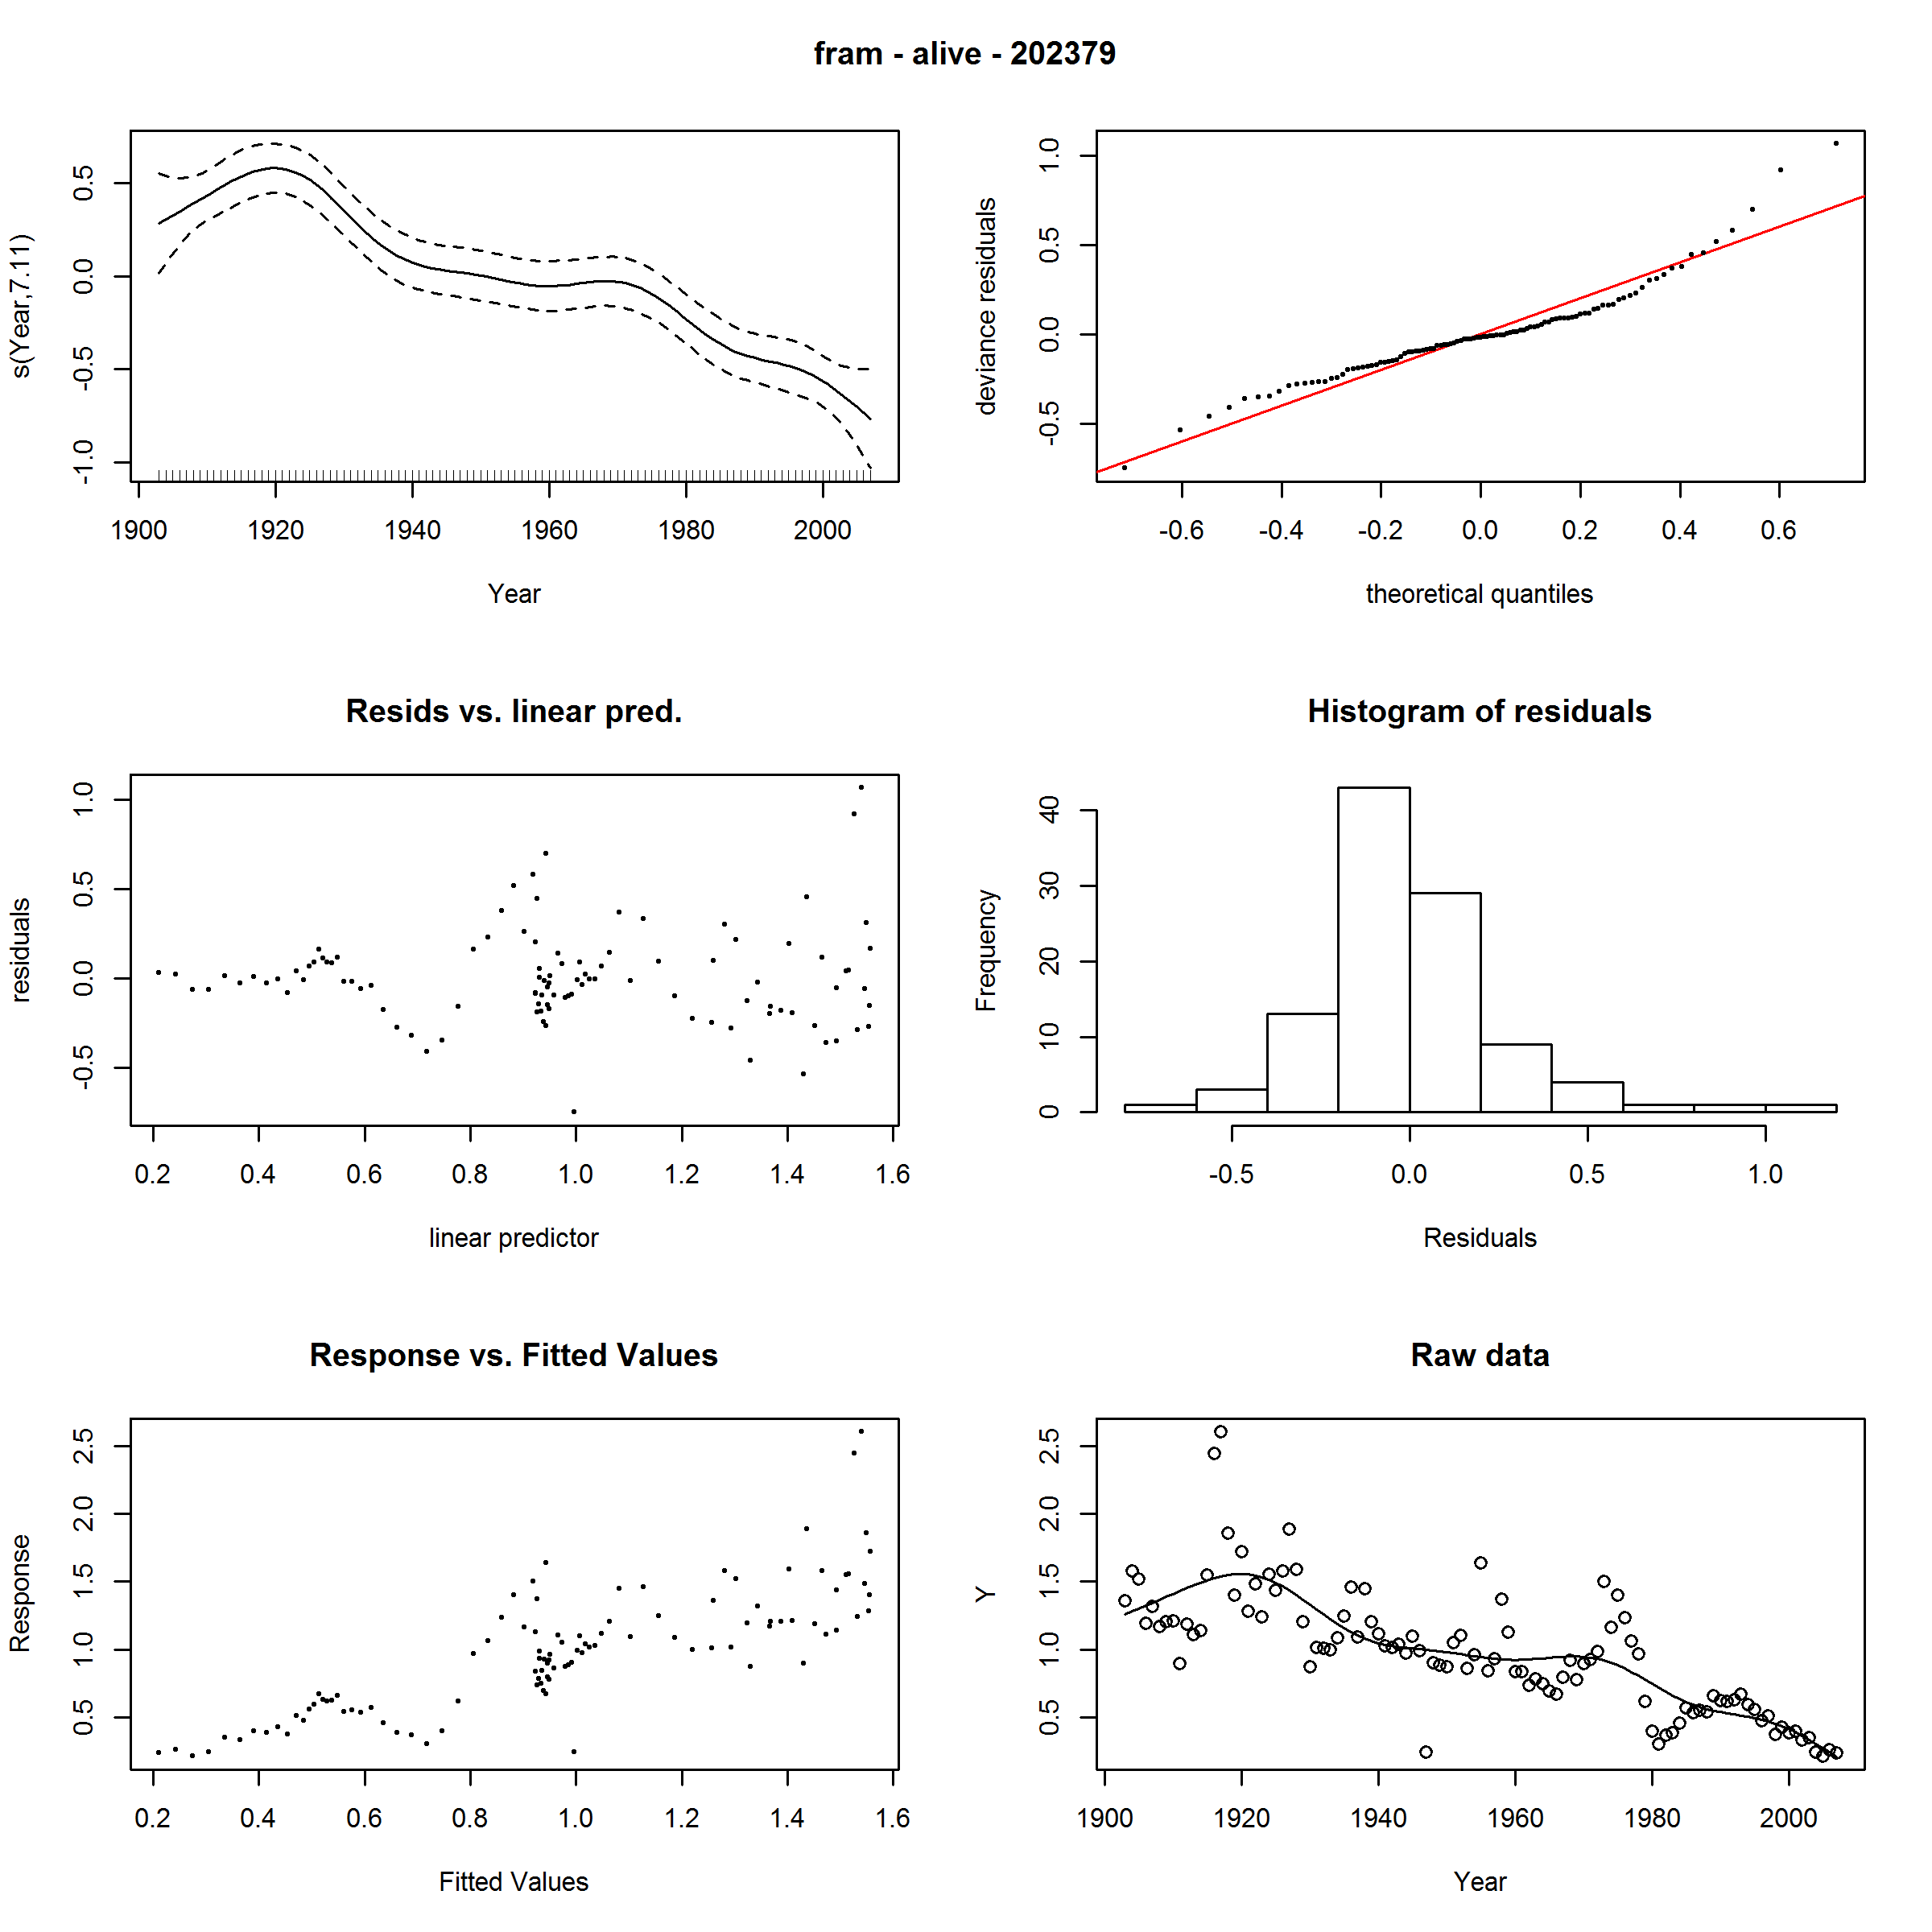 fram - alive - 202379
s(Year,7.11)
0.5
0.0
-0.5
-1.0
1900 1920 1940 1960 1980 2000
Year
deviance residuals
1.0
0.5
0.0
-0.5
-0.6 -0.4 -0.2 0.0 0.2 0.4 0.6
theoretical quantiles
Resids vs. linear pred.
residuals
1.0
0.5
0.0
-0.5
0.2 0.4 0.6 0.8 1.0 1.2 1.4 1.6
linear predictor
Histogram of residuals
Frequency
40
30
20
10
0
-0.5 0.0 0.5 1.0
Residuals
Response vs. Fitted Values
Response
2.5
2.0
1.5
1.0
0.5
0.2 0.4 0.6 0.8 1.0 1.2 1.4 1.6
Fitted Values
Raw data
Y
2.5
2.0
1.5
1.0
0.5
1900 1920 1940 1960 1980 2000
Year